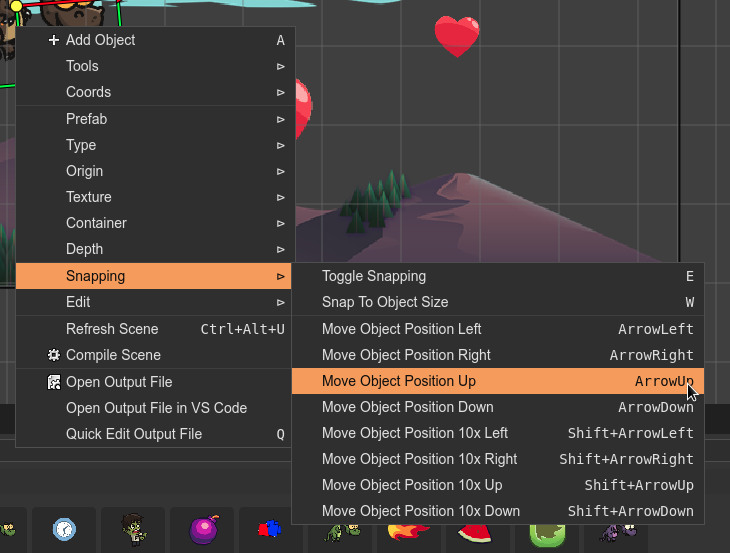 Add Object A
Tools
Coords
Prefab
Type
Origin
Texture
Container
Depth
Snapping
Edit
Refresh Scene Ctrl+Alt+U
Compile Scene
Open Output File
Open Output File in VS Code
Quick Edit Output File Q
Toggle Snapping E
Snap To Object Size W
Move Object Position Left ArrowLeft
Move Object Position Right ArrowRight
Move Object Position Up ArrowUp
Move Object Position Down ArrowDown
Move Object Position 10x Left Shift+ArrowLeft
Move Object Position 10x Right Shift+ArrowRight
Move Object Position 10x Up Shift+ArrowUp
Move Object Position 10x Down Shift+ArrowDown